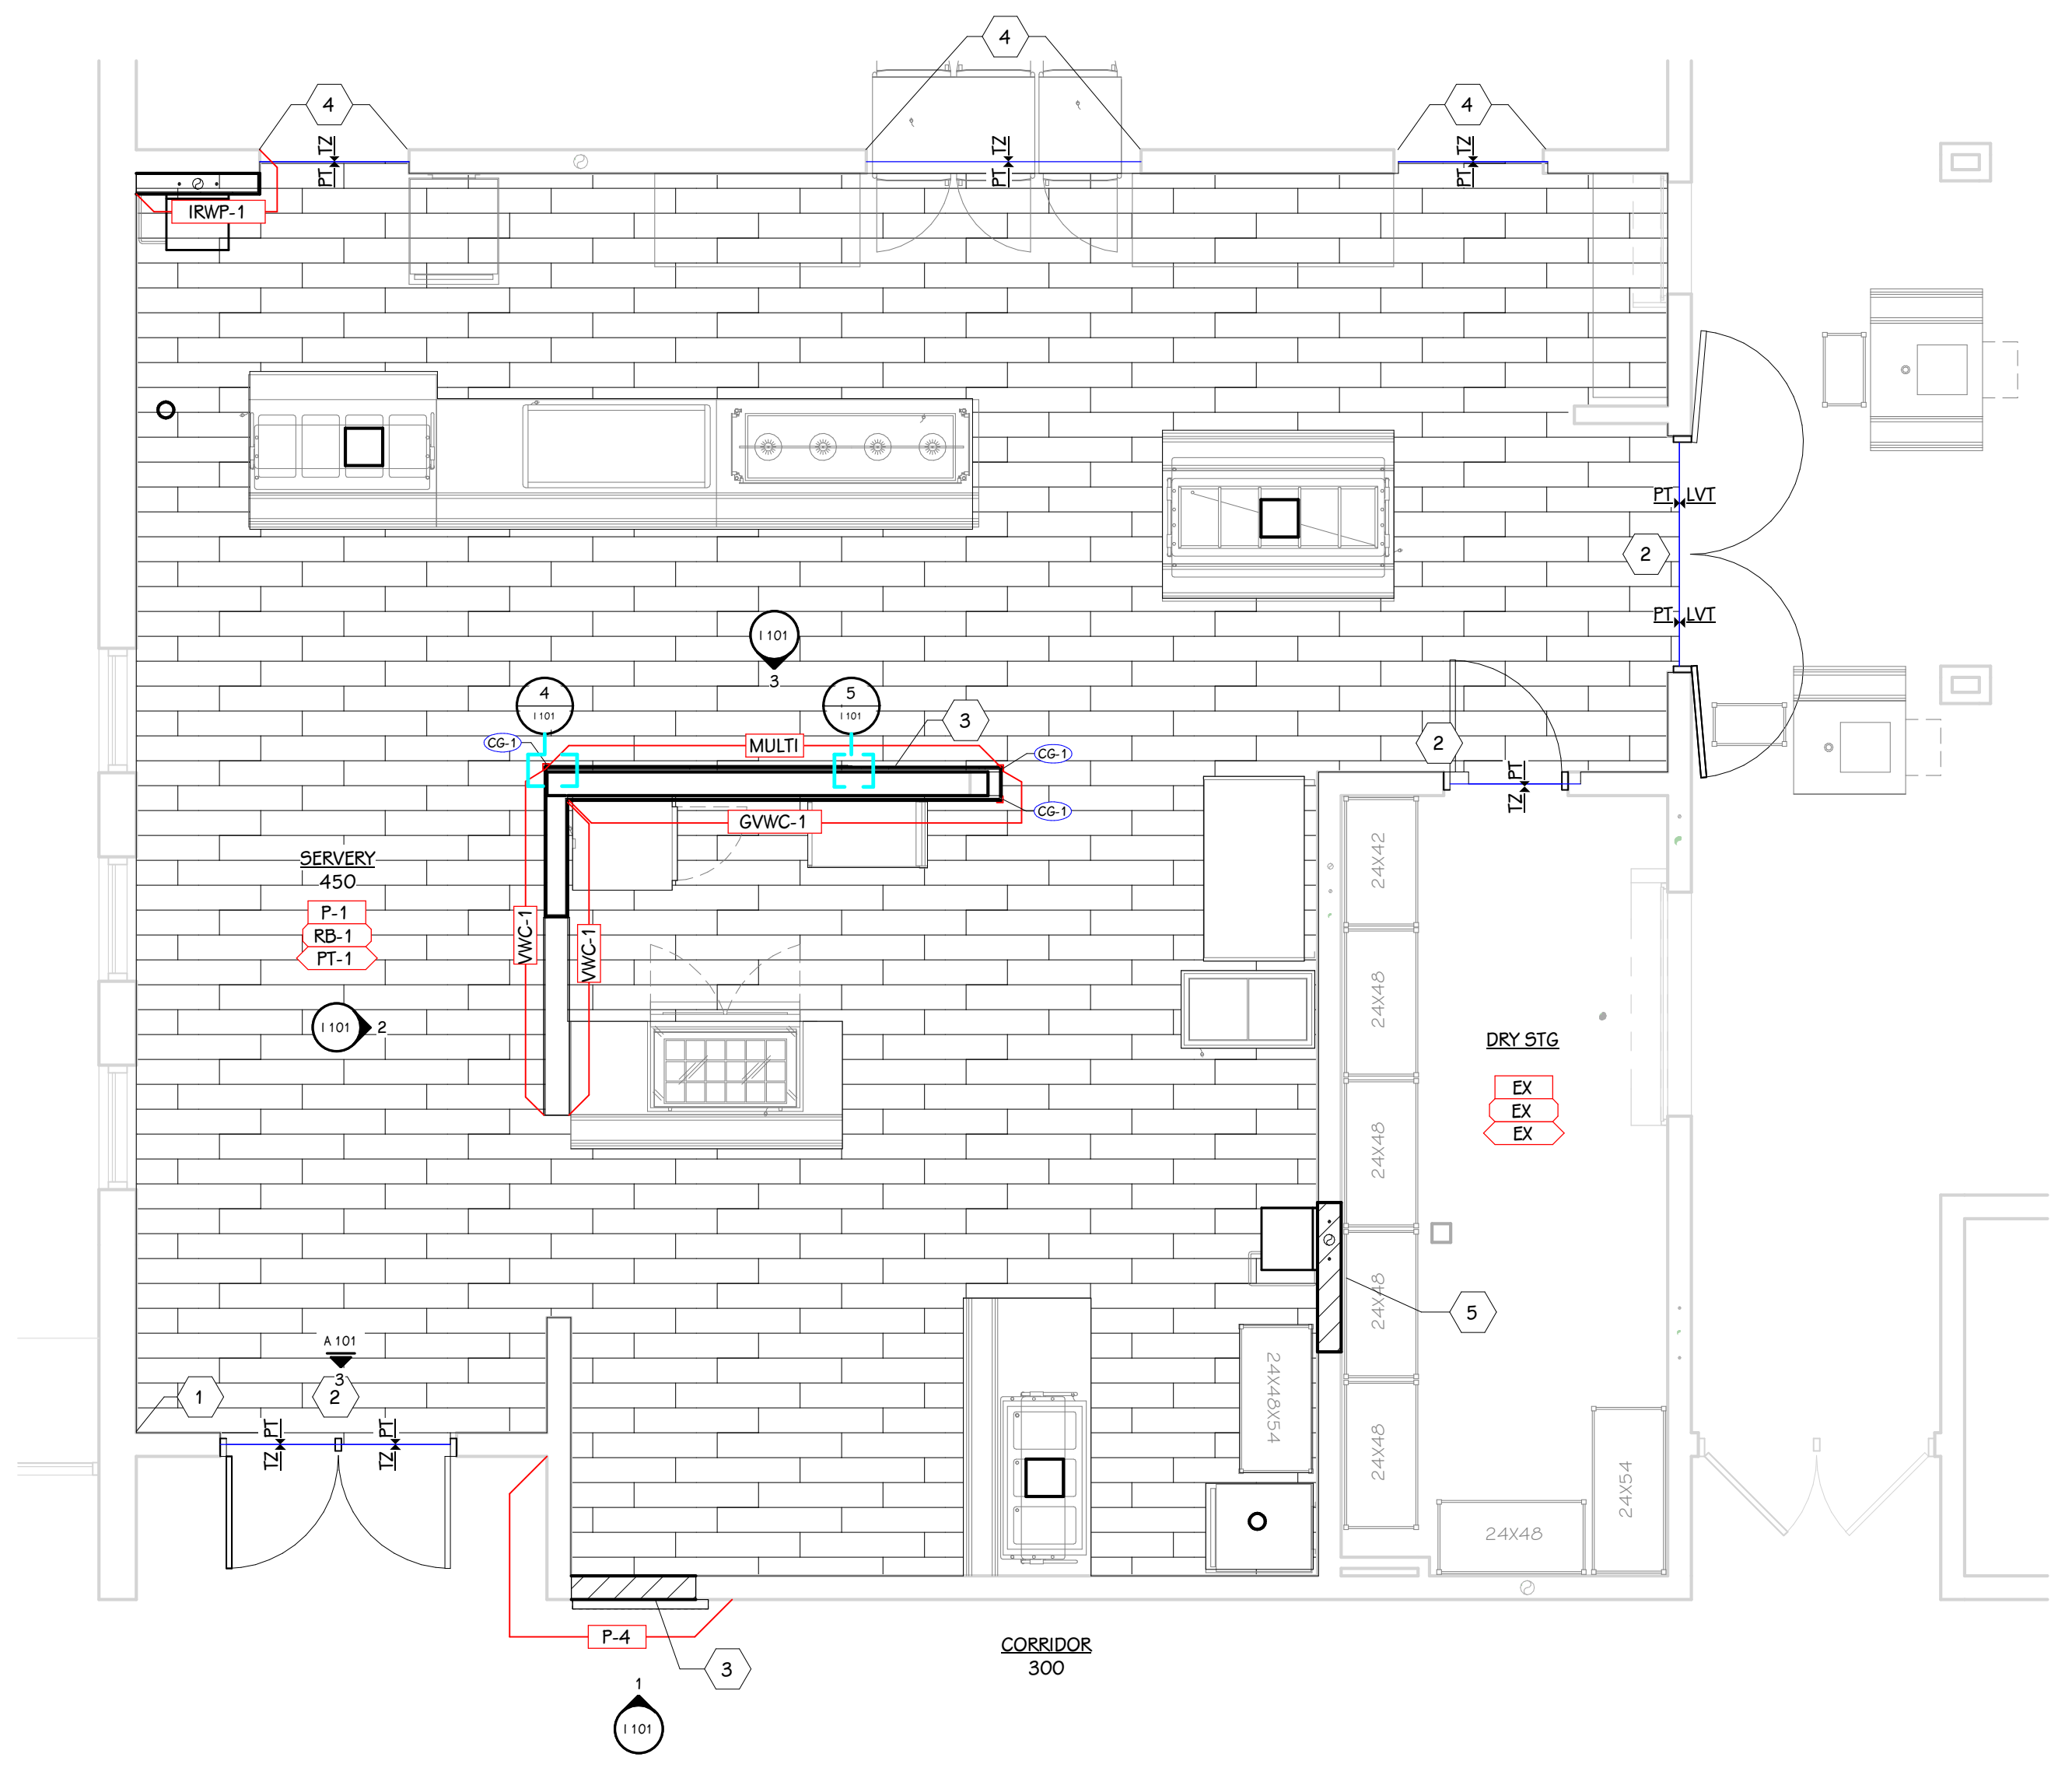 4
4
4
TZ
PT
TZ
PT
TZ
PT
IRWP-1
PT LVT
2
PT LVT
I 101
3
4
I 101
5
I 101
3
CG-1
MULTI
CG-1
2
PT
TZ
CG-1
GVWC-1
SERVERY
450
P-1
RB-1
PT-1
VWC-1
VWC-1
I 101
2
24X42
24X48
24X48
24X48
24X48
DRY STG
EX
EX
EX
5
A 101
3
1
2
PT
TZ
PT
TZ
24X48X54
24X48
24X54
P-4
3
CORRIDOR
300
1
I 101